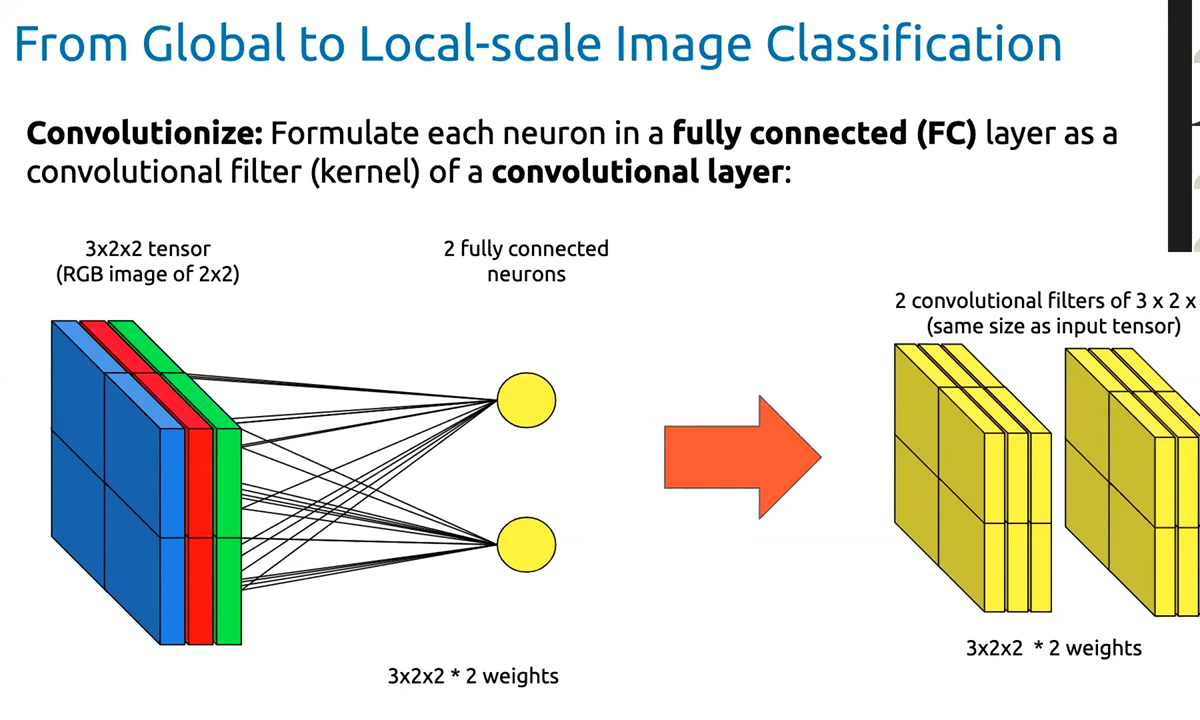 From Global to Local-scale Image Classification
Convolutionize: Formulate each neuron in a fully connected (FC) layer as a
convolutional filter (kernel) of a convolutional layer:
3x2x2 tensor
(RGB image of 2x2)
2 fully connected
neurons
2 convolutional filters of 3 x 2 x
(same size as input tensor)
3x2x2 * 2 weights
3x2x2 * 2 weights